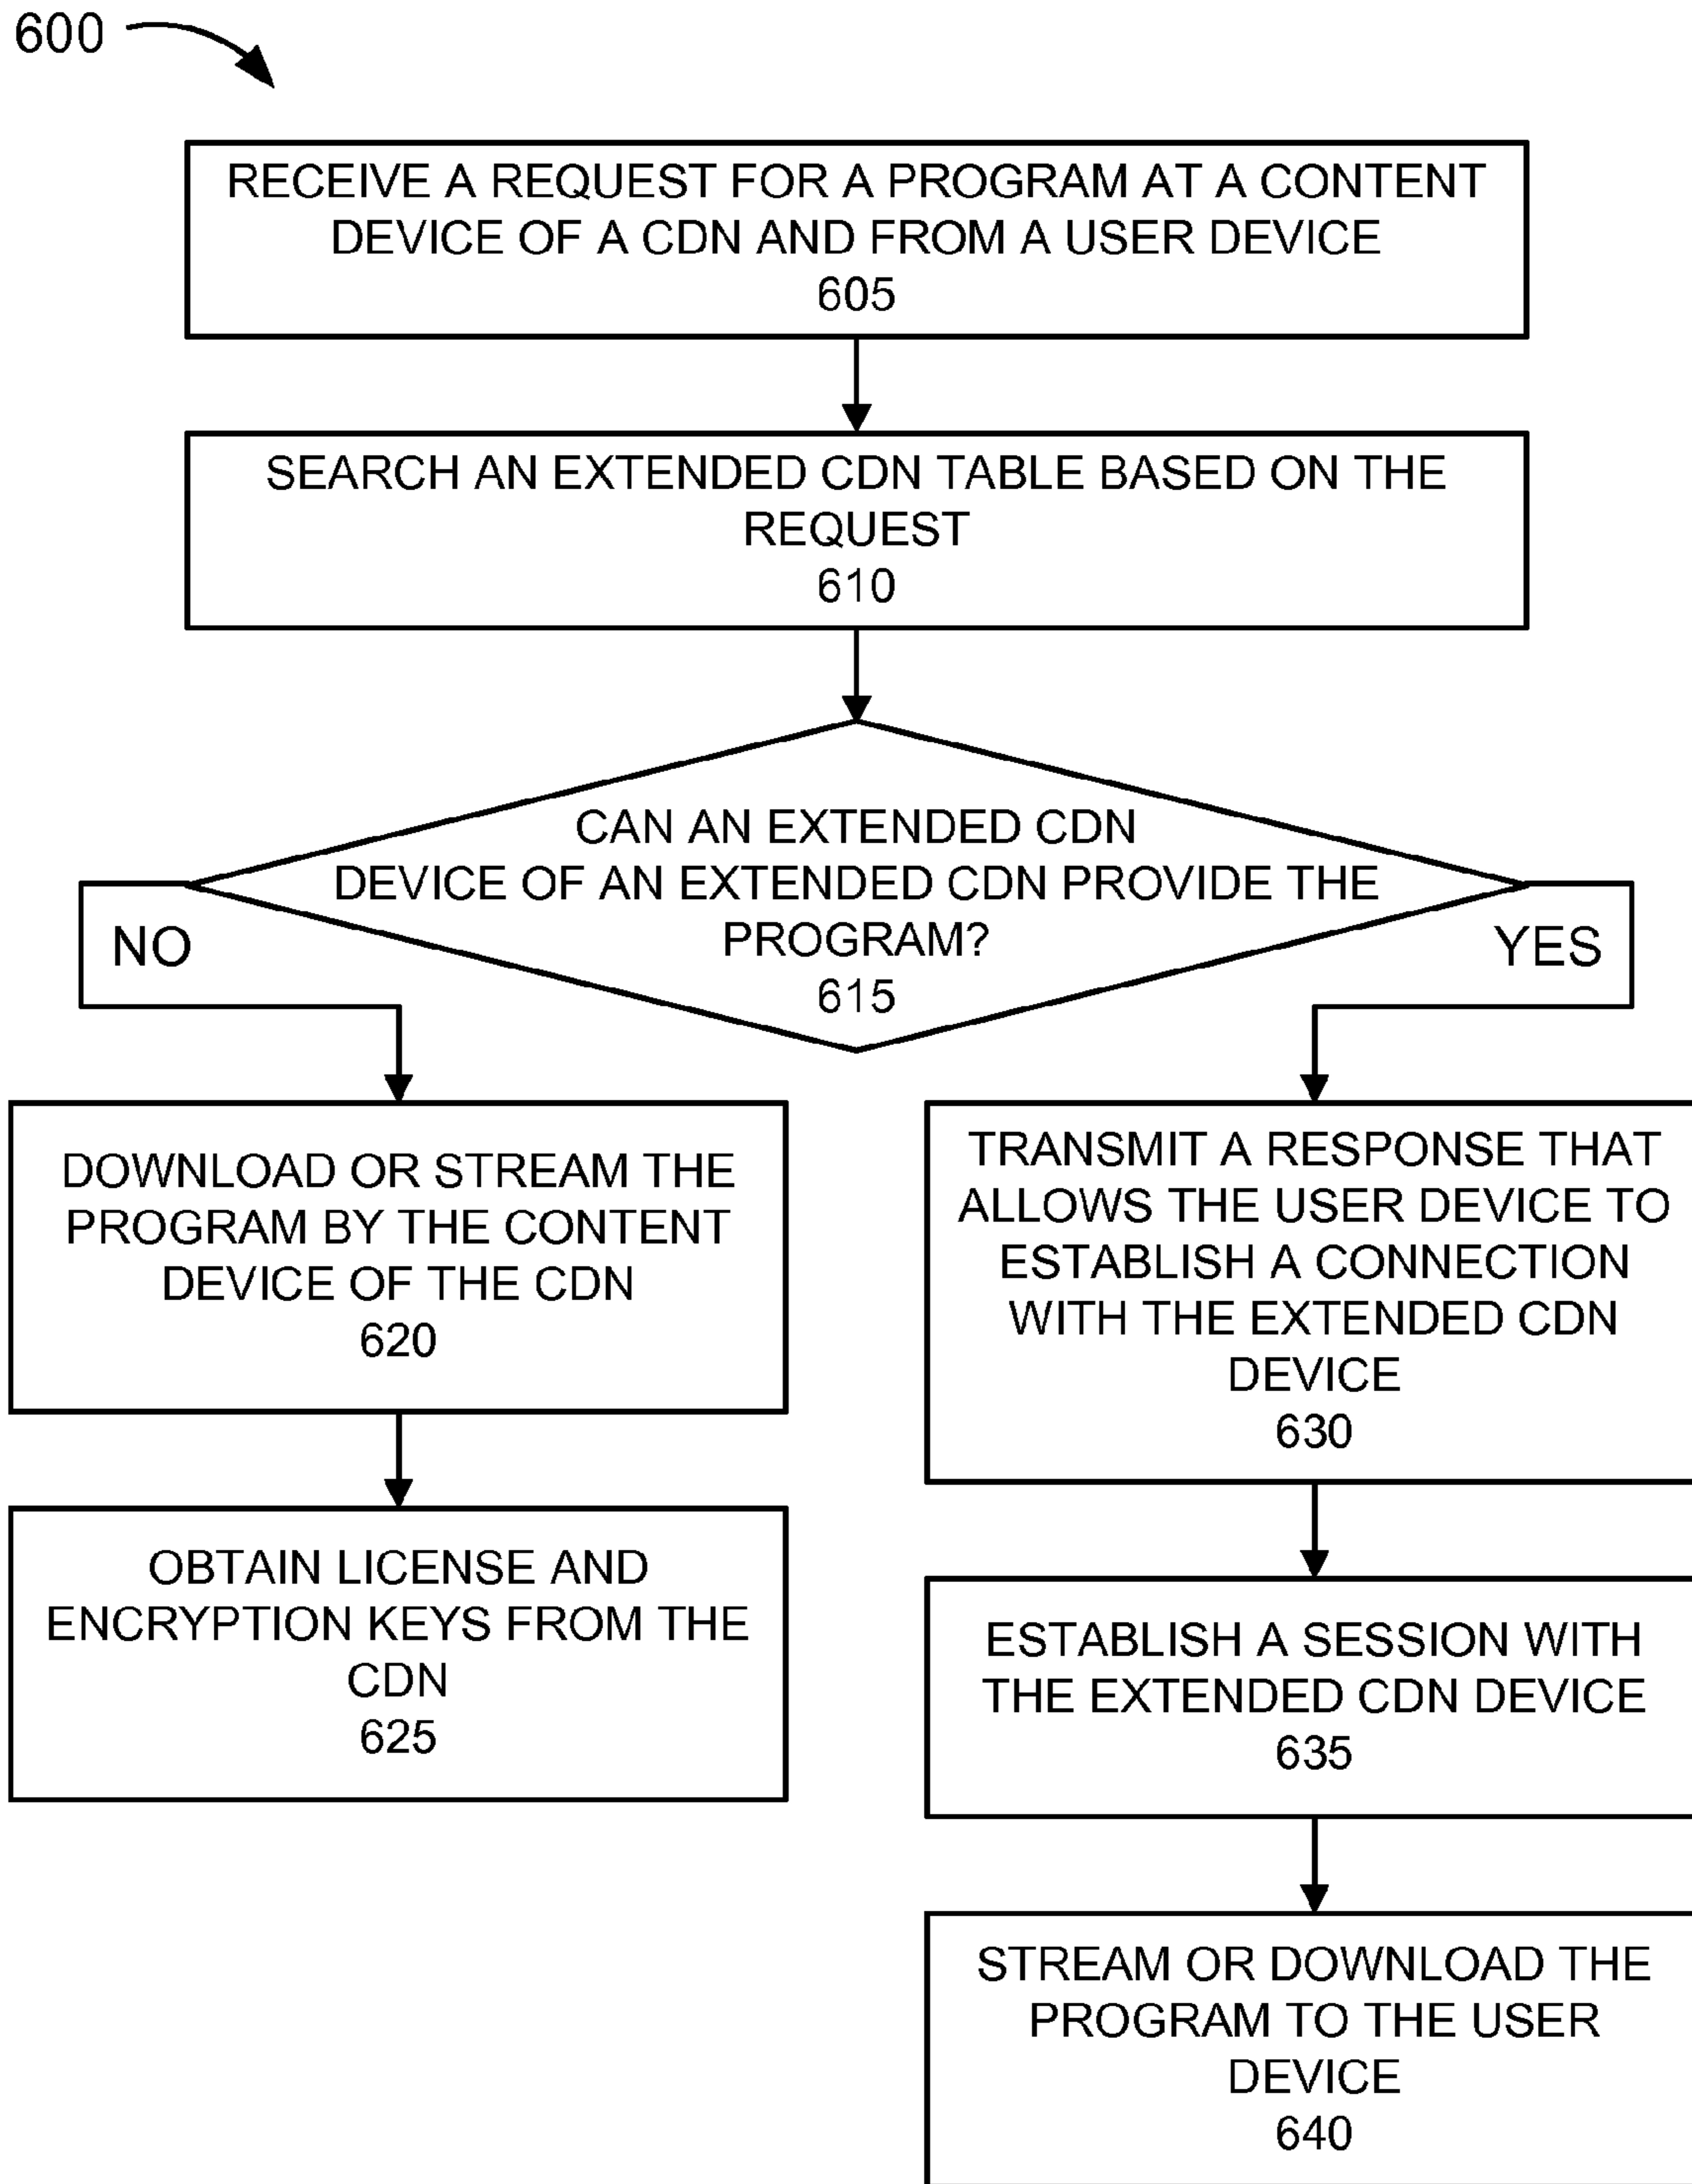 600
RECEIVE A REQUEST FOR A PROGRAM AT A CONTENT
DEVICE OF A CDN AND FROM A USER DEVICE
605
SEARCH AN EXTENDED CDN TABLE BASED ON THE
REQUEST
610
CAN AN EXTENDED CDN
DEVICE OF AN EXTENDED CDN PROVIDE THE
PROGRAM?
615
NO
YES
DOWNLOAD OR STREAM THE
PROGRAM BY THE CONTENT
DEVICE OF THE CDN
620
OBTAIN LICENSE AND
ENCRYPTION KEYS FROM THE
CDN
625
TRANSMIT A RESPONSE THAT
ALLOWS THE USER DEVICE TO
ESTABLISH A CONNECTION
WITH THE EXTENDED CDN
DEVICE
630
ESTABLISH A SESSION WITH
THE EXTENDED CDN DEVICE
635
STREAM OR DOWNLOAD THE
PROGRAM TO THE USER
DEVICE
640